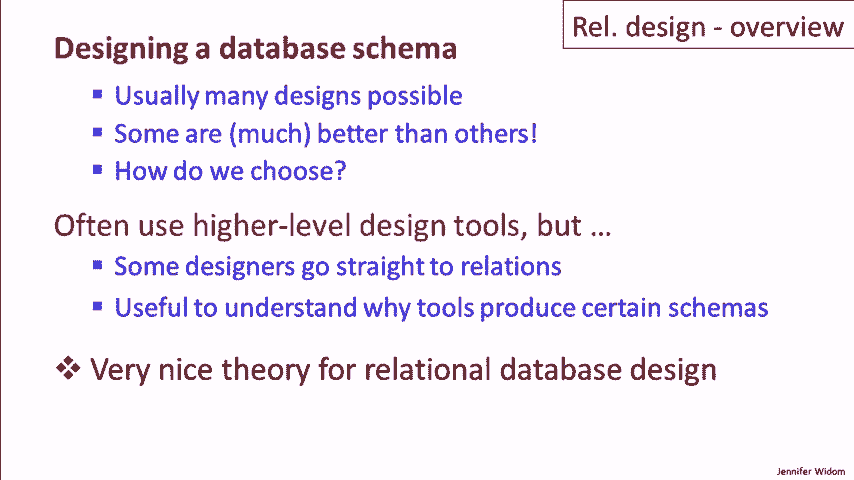 Rel. design - overview
Designing a database schema
▪ Usually many designs possible
▪ Some are (much) better than others!
▪ How do we choose?
Often use higher-level design tools, but …
▪ Some designers go straight to relations
▪ Useful to understand why tools produce certain schemas
❖ Very nice theory for relational database design
Jennifer Widom